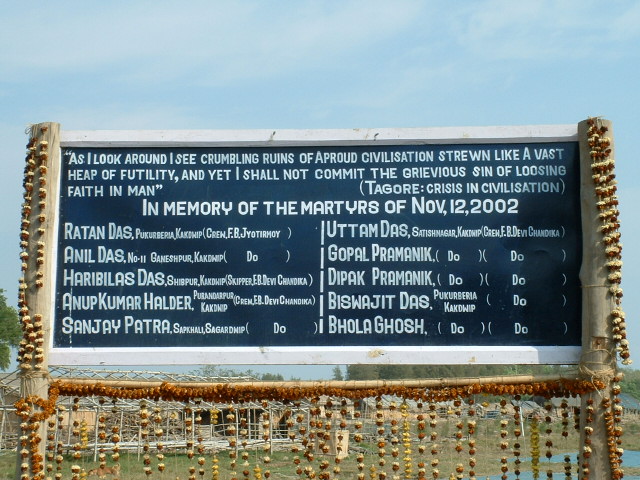 "AS I LOOK AROUND I SEE CRUMBLING RUINS OF APROUD CIVILISATION STREWN LIKE A VAST
HEAP OF FUTILITY, AND YET I SHALL NOT COMMIT THE GRIEVIOUS SIN OF LOOSING
FAITH IN MAN" (TAGORE: CRISIS IN CIVILISATION)
IN MEMORY OF THE MARTYRS OF NOV, 12, 2002
RATAN DAS, PUKURBERIA, KAKDWIP (CREW, F.B. JYOTIRMOY )
ANIL DAS, NO-11 GANESHPUR, KAKDWIP ( DO )
HARIBILAS DAS, SHIBPUR, KAKDWIP (SKIPPER, F.B. DEVI CHANDIKA )
ANUP KUMAR HALDER, PURANDARPUR KAKDWIP (CREW, F.B. DEVI CHANDIKA )
SANJAY PATRA, SAPKHALI, SAGARDWIP ( DO )
UTTAM DAS, SATISHNAGAR, KAKDWIP (CREW, F.B. DEVI CHANDIKA )
GOPAL PRAMANIK, ( DO )( DO )
DIPAK PRAMANIK, ( DO )( DO )
BISWAJIT DAS, PUKURBERIA KAKDWIP ( DO )
BHOLA GHOSH, ( DO )( DO )